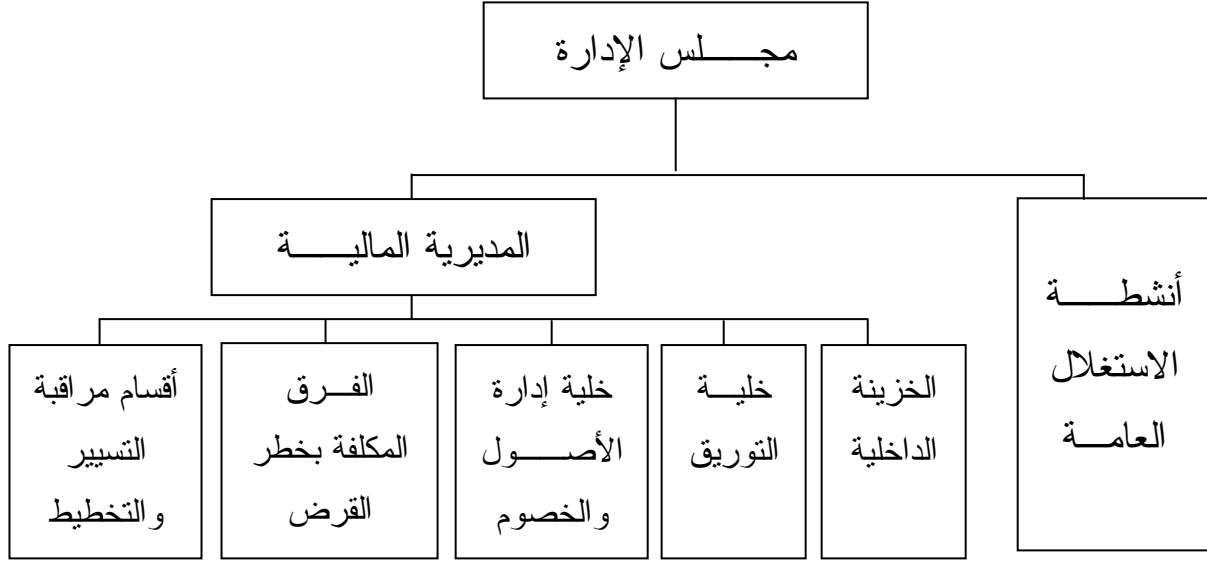 مجـــــلس الإدارة
المديرية الماليـــــة
أنشطـــــة
الاستغلال
العامـــة
الخزينة
الداخلية
خليـــة
التوريق
خلية إدارة
الأصـــــول
والخصوم
الفـــرق
المكلفة بخطر
القرض
أقسام مراقبة
التسيير
والتخطيط